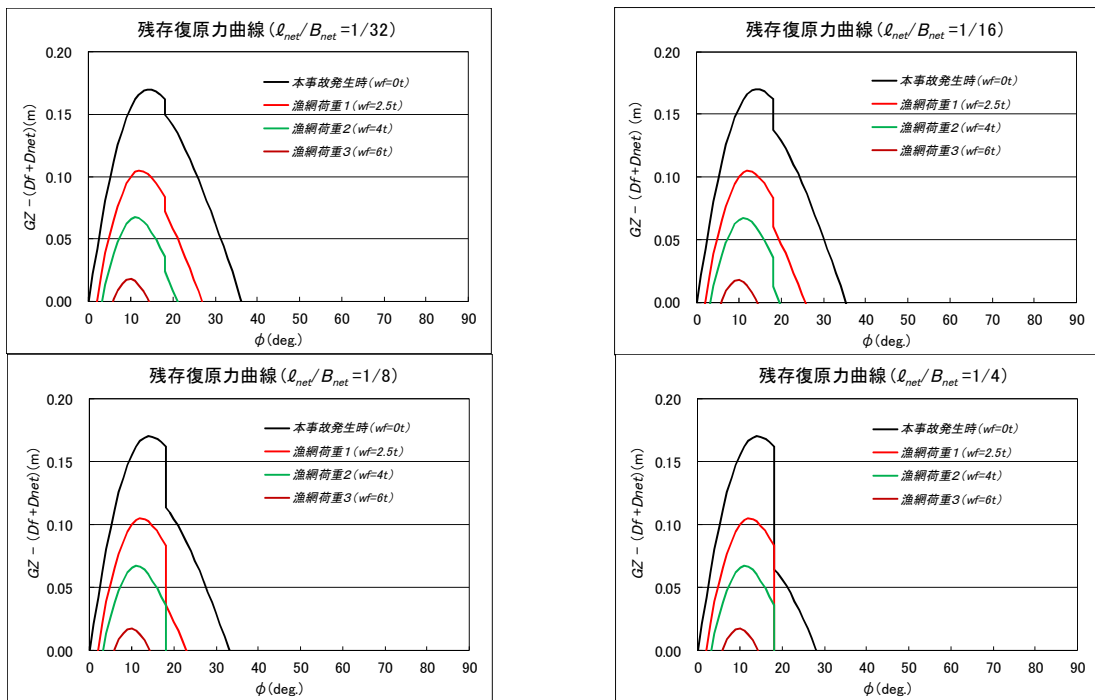 残存復原力曲線(ℓnet/Bnet=1/32)
0.20
本事故発生時(wf=0t)
漁網荷重1(wf=2.5t)
漁網荷重2(wf=4t)
漁網荷重3(wf=6t)
0.15
0.10
0.05
0.00
GZ-(Df+Dnet)(m)
0 10 20 30 40 50 60 70 80 90
φ(deg.)
残存復原力曲線(ℓnet/Bnet=1/16)
0.20
本事故発生時(wf=0t)
漁網荷重1(wf=2.5t)
漁網荷重2(wf=4t)
漁網荷重3(wf=6t)
0.15
0.10
0.05
0.00
GZ-(Df+Dnet)(m)
0 10 20 30 40 50 60 70 80 90
φ(deg.)
残存復原力曲線(ℓnet/Bnet=1/8)
0.20
本事故発生時(wf=0t)
漁網荷重1(wf=2.5t)
漁網荷重2(wf=4t)
漁網荷重3(wf=6t)
0.15
0.10
0.05
0.00
GZ-(Df+Dnet)(m)
0 10 20 30 40 50 60 70 80 90
φ(deg.)
残存復原力曲線(ℓnet/Bnet=1/4)
0.20
本事故発生時(wf=0t)
漁網荷重1(wf=2.5t)
漁網荷重2(wf=4t)
漁網荷重3(wf=6t)
0.15
0.10
0.05
0.00
GZ-(Df+Dnet)(m)
0 10 20 30 40 50 60 70 80 90
φ(deg.)